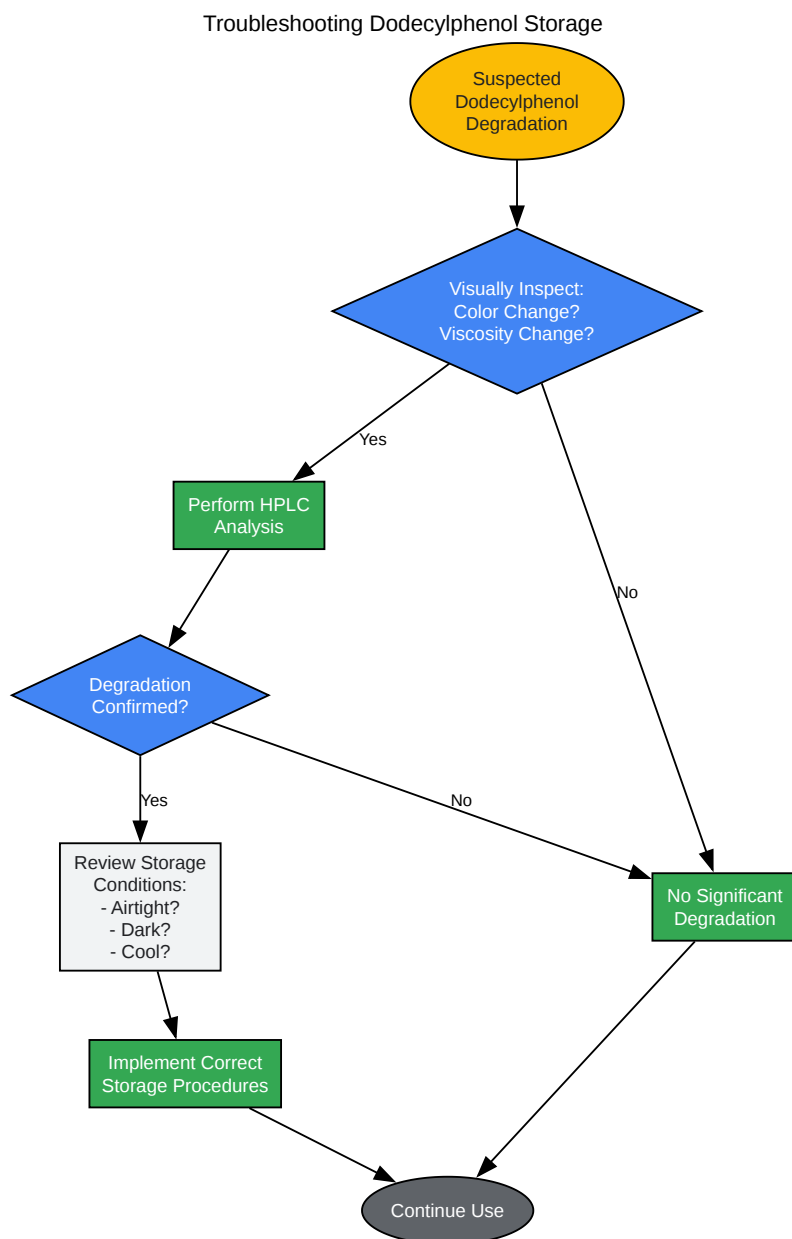 Troubleshooting Dodecylphenol Storage
Suspected
Dodecylphenol
Degradation
Visually Inspect:
Color Change?
Viscosity Change?
Yes
Perform HPLC
Analysis
No
Degradation
Confirmed?
Yes
No
Review Storage
Conditions:
- Airtight?
- Dark?
- Cool?
No Significant
Degradation
Implement Correct
Storage Procedures
Continue Use